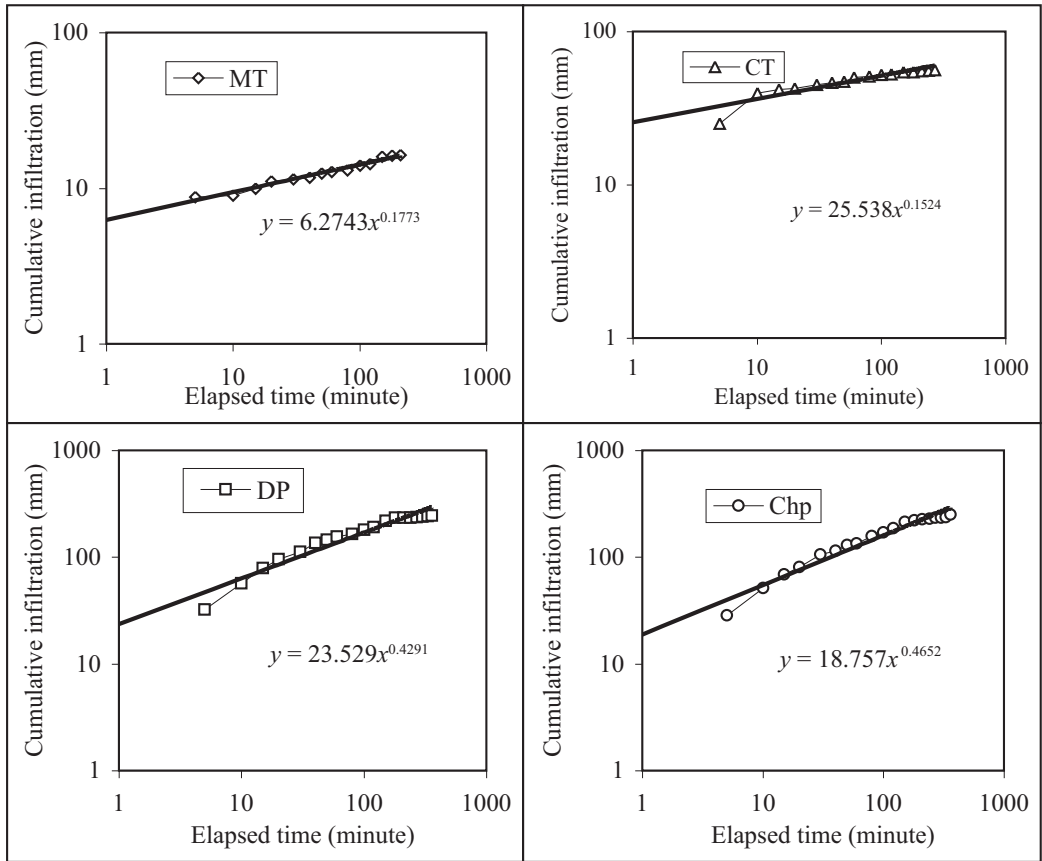 Cumulative infiltration (mm)
100
10
1
MT
y = 6.2743x^0.1773
1 10 100 1000
Elapsed time (minute)
Cumulative infiltration (mm)
100
10
1
CT
y = 25.538x^0.1524
1 10 100 1000
Elapsed time (minute)
Cumulative infiltration (mm)
1000
100
10
1
DP
y = 23.529x^0.4291
1 10 100 1000
Elapsed time (minute)
Cumulative infiltration (mm)
1000
100
10
1
Chp
y = 18.757x^0.4652
1 10 100 1000
Elapsed time (minute)